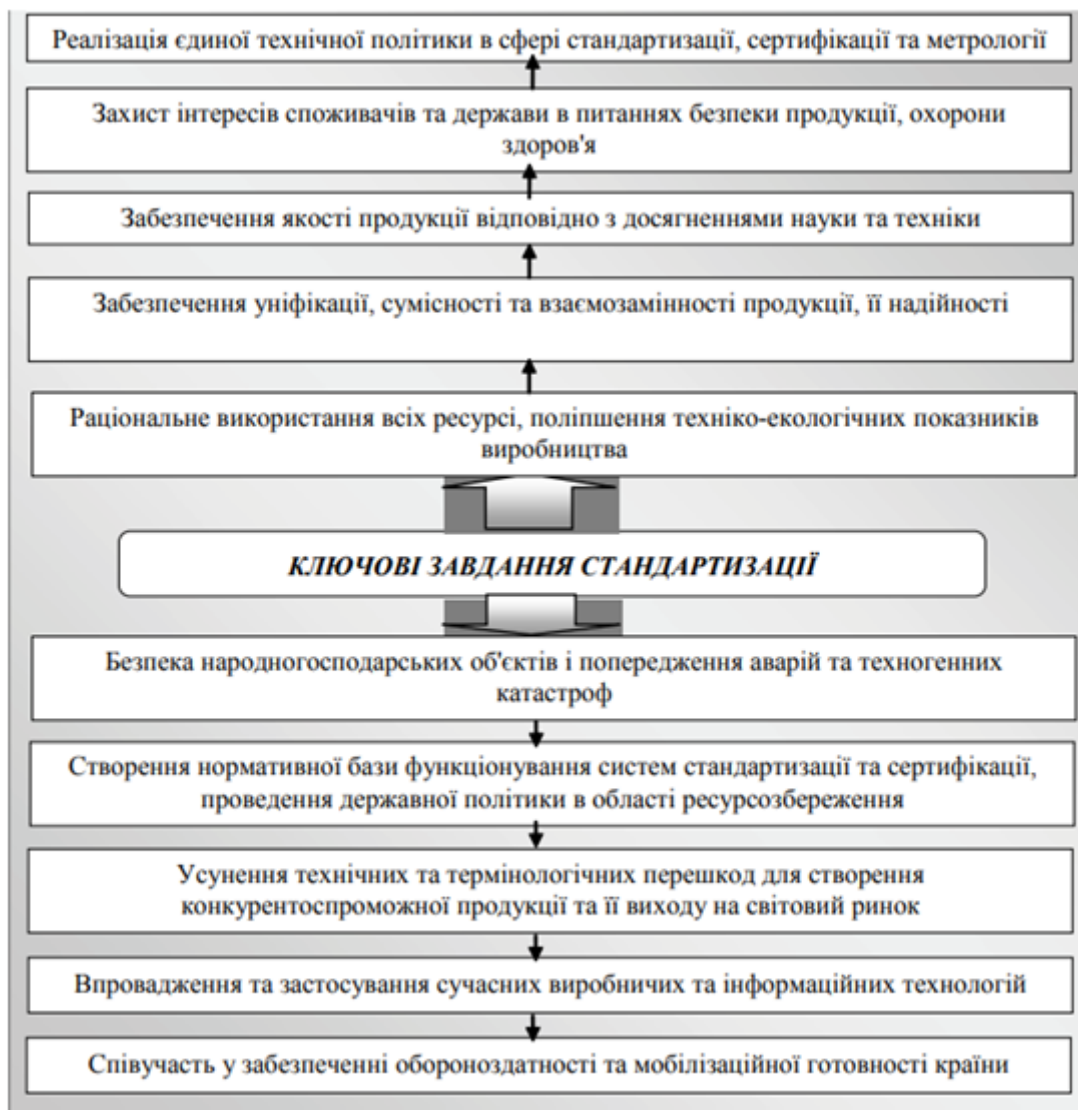 Реалізація єдиної технічної політики в сфері стандартизації, сертифікації та метрології
Захист інтересів споживачів та держави в питаннях безпеки продукції, охорони
здоров'я
Забезпечення якості продукції відповідно з досягненнями науки та техніки
Забезпечення уніфікації, сумісності та взаємозамінності продукції, її надійності
Раціональне використання всіх ресурсі, поліпшення техніко-екологічних показників
виробництва
КЛЮЧОВІ ЗАВДАННЯ СТАНДАРТИЗАЦІЇ
Безпека народногосподарських об'єктів і попередження аварій та техногенних
катастроф
Створення нормативної бази функціонування систем стандартизації та сертифікації,
проведення державної політики в області ресурсозбереження
Усунення технічних та термінологічних перешкод для створення
конкурентоспроможної продукції та її виходу на світовий ринок
Впровадження та застосування сучасних виробничих та інформаційних технологій
Співучасть у забезпеченні обороноздатності та мобілізаційної готовності країни